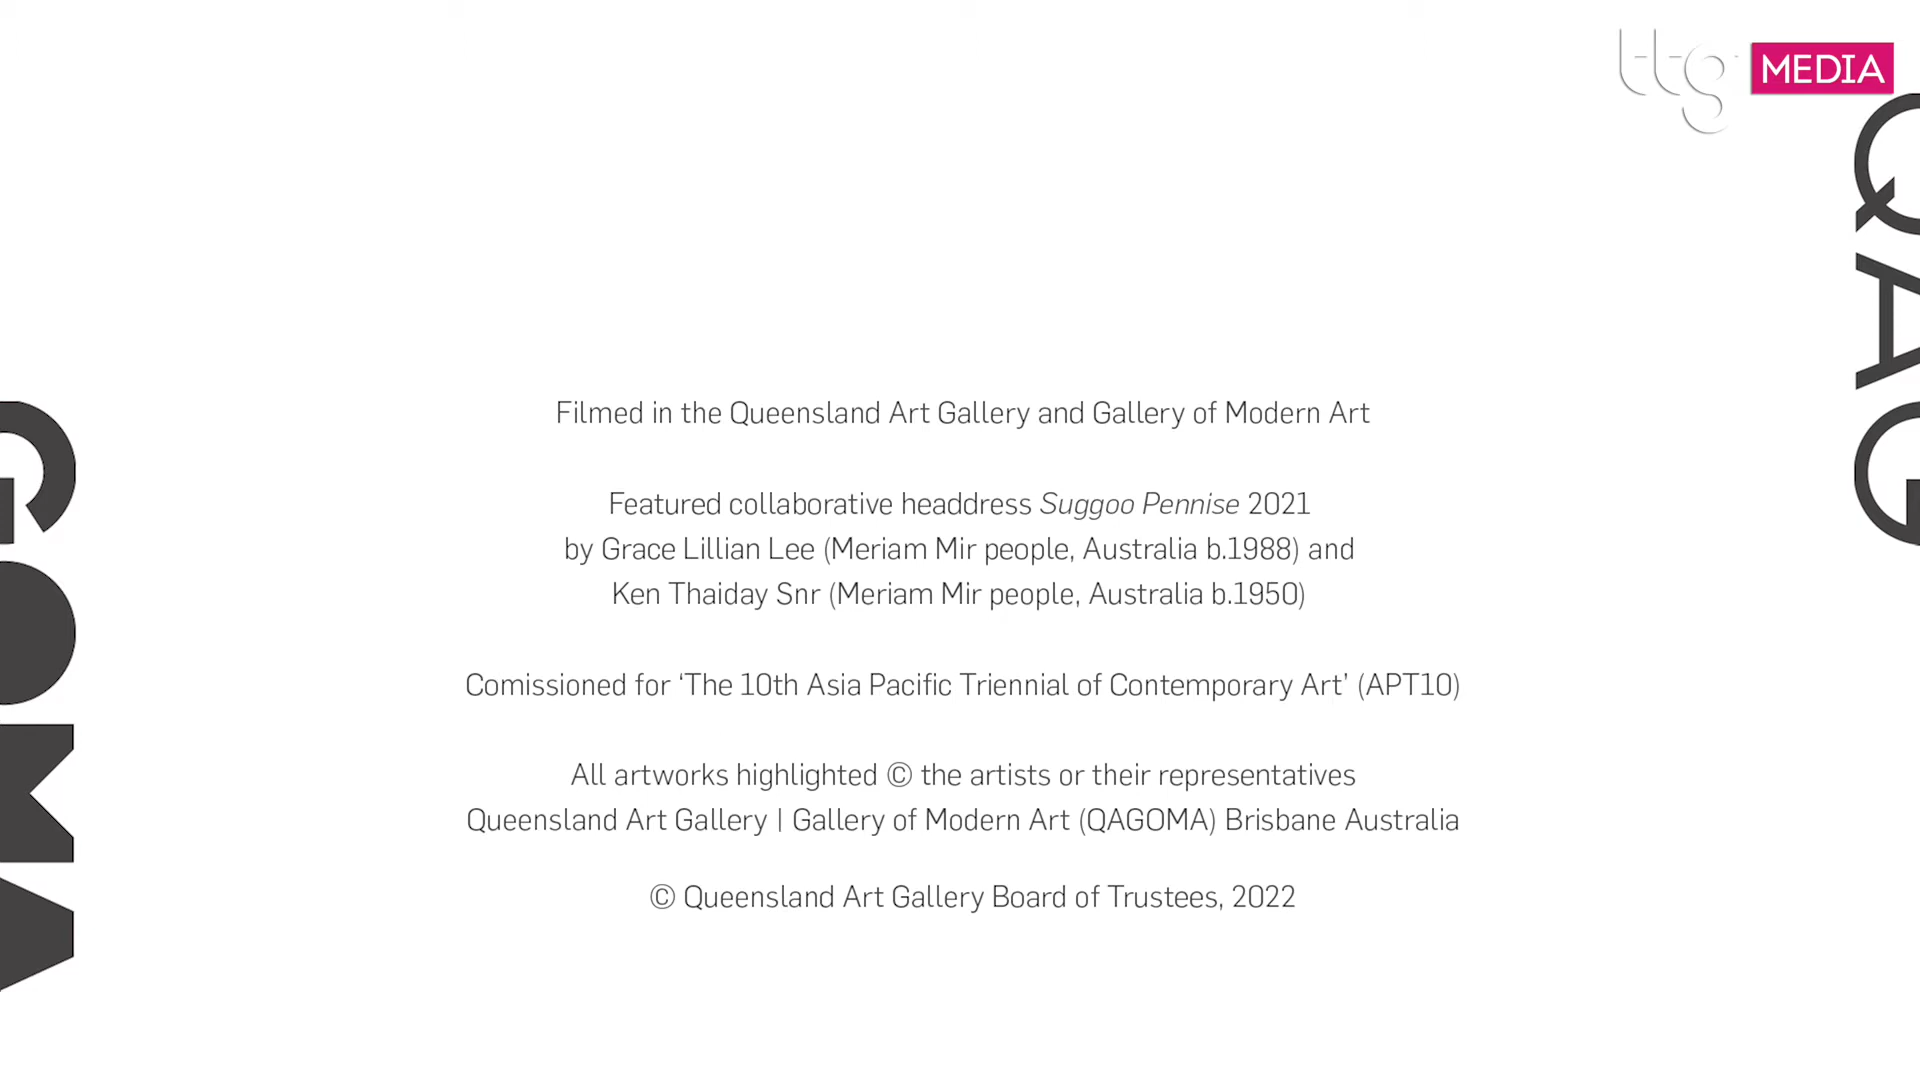 ttg MEDIA
QAG
GOMA
Filmed in the Queensland Art Gallery and Gallery of Modern Art
Featured collaborative headdress Suggoo Pennise 2021
by Grace Lillian Lee (Meriam Mir people, Australia b.1988) and
Ken Thaiday Snr (Meriam Mir people, Australia b.1950)
Comissioned for ‘The 10th Asia Pacific Triennial of Contemporary Art’ (APT10)
All artworks highlighted © the artists or their representatives
Queensland Art Gallery | Gallery of Modern Art (QAGOMA) Brisbane Australia
© Queensland Art Gallery Board of Trustees, 2022